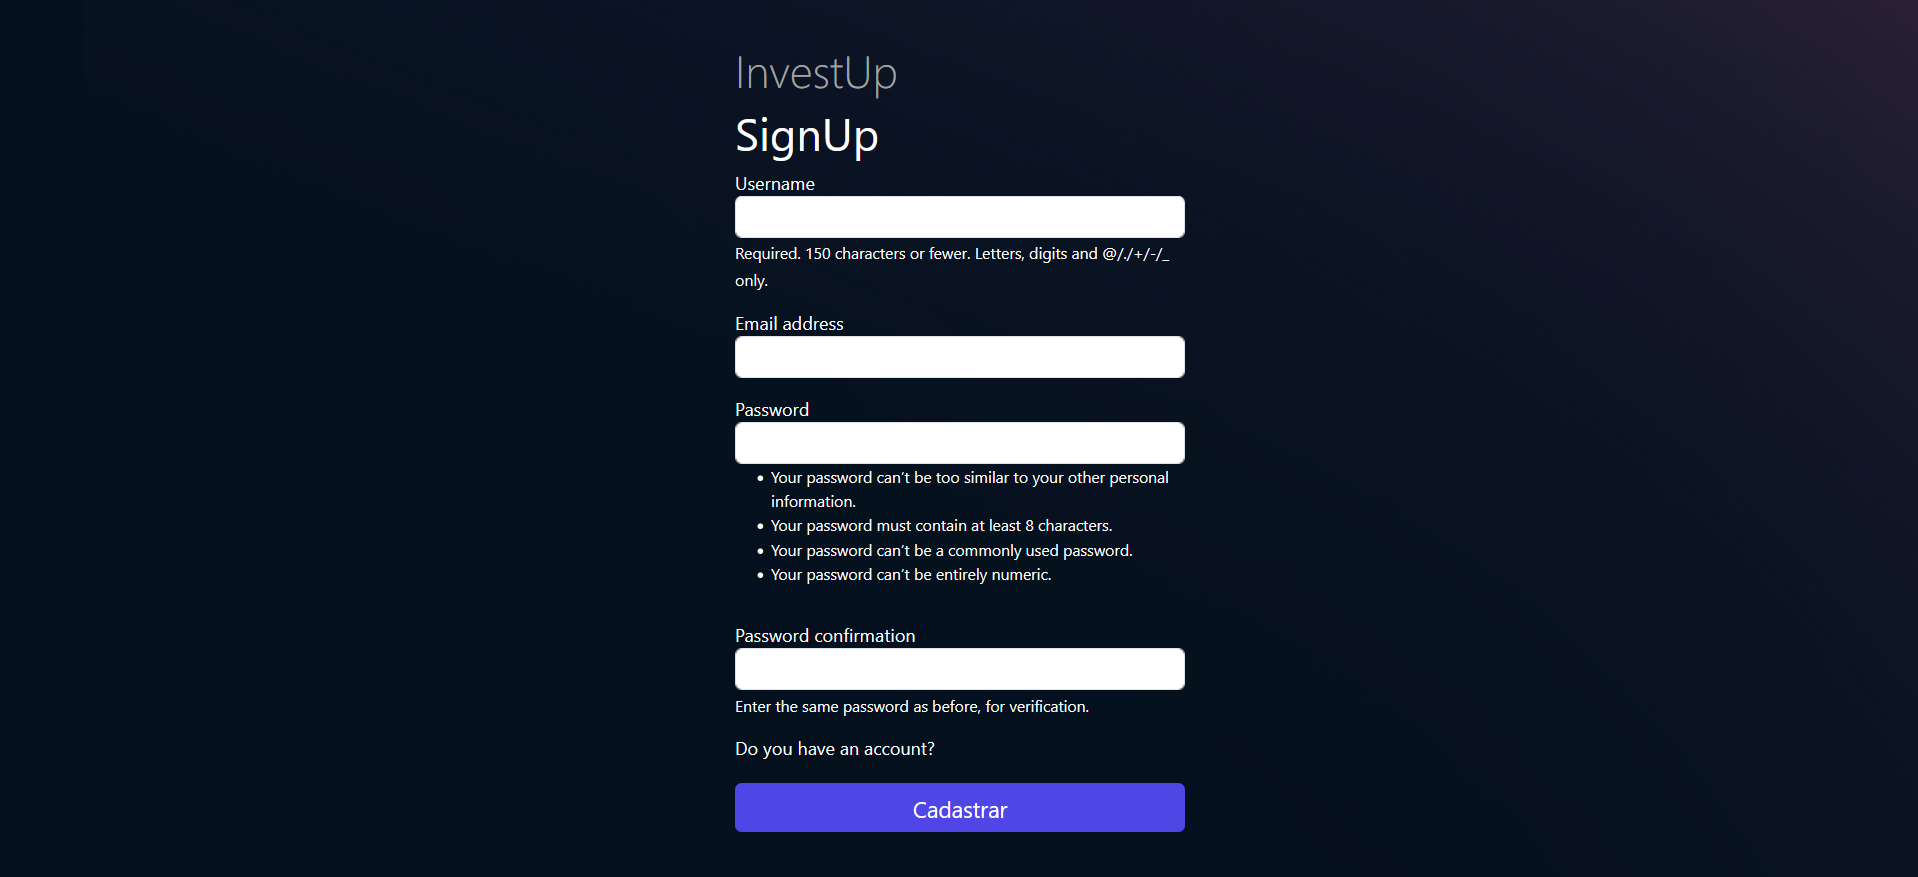 InvestUp
SignUp
Username
Required. 150 characters or fewer. Letters, digits and @/./+/-/_
only.
Email address
Password
• Your password can’t be too similar to your other personal
information.
• Your password must contain at least 8 characters.
• Your password can’t be a commonly used password.
• Your password can’t be entirely numeric.
Password confirmation
Enter the same password as before, for verification.
Do you have an account?
Cadastrar